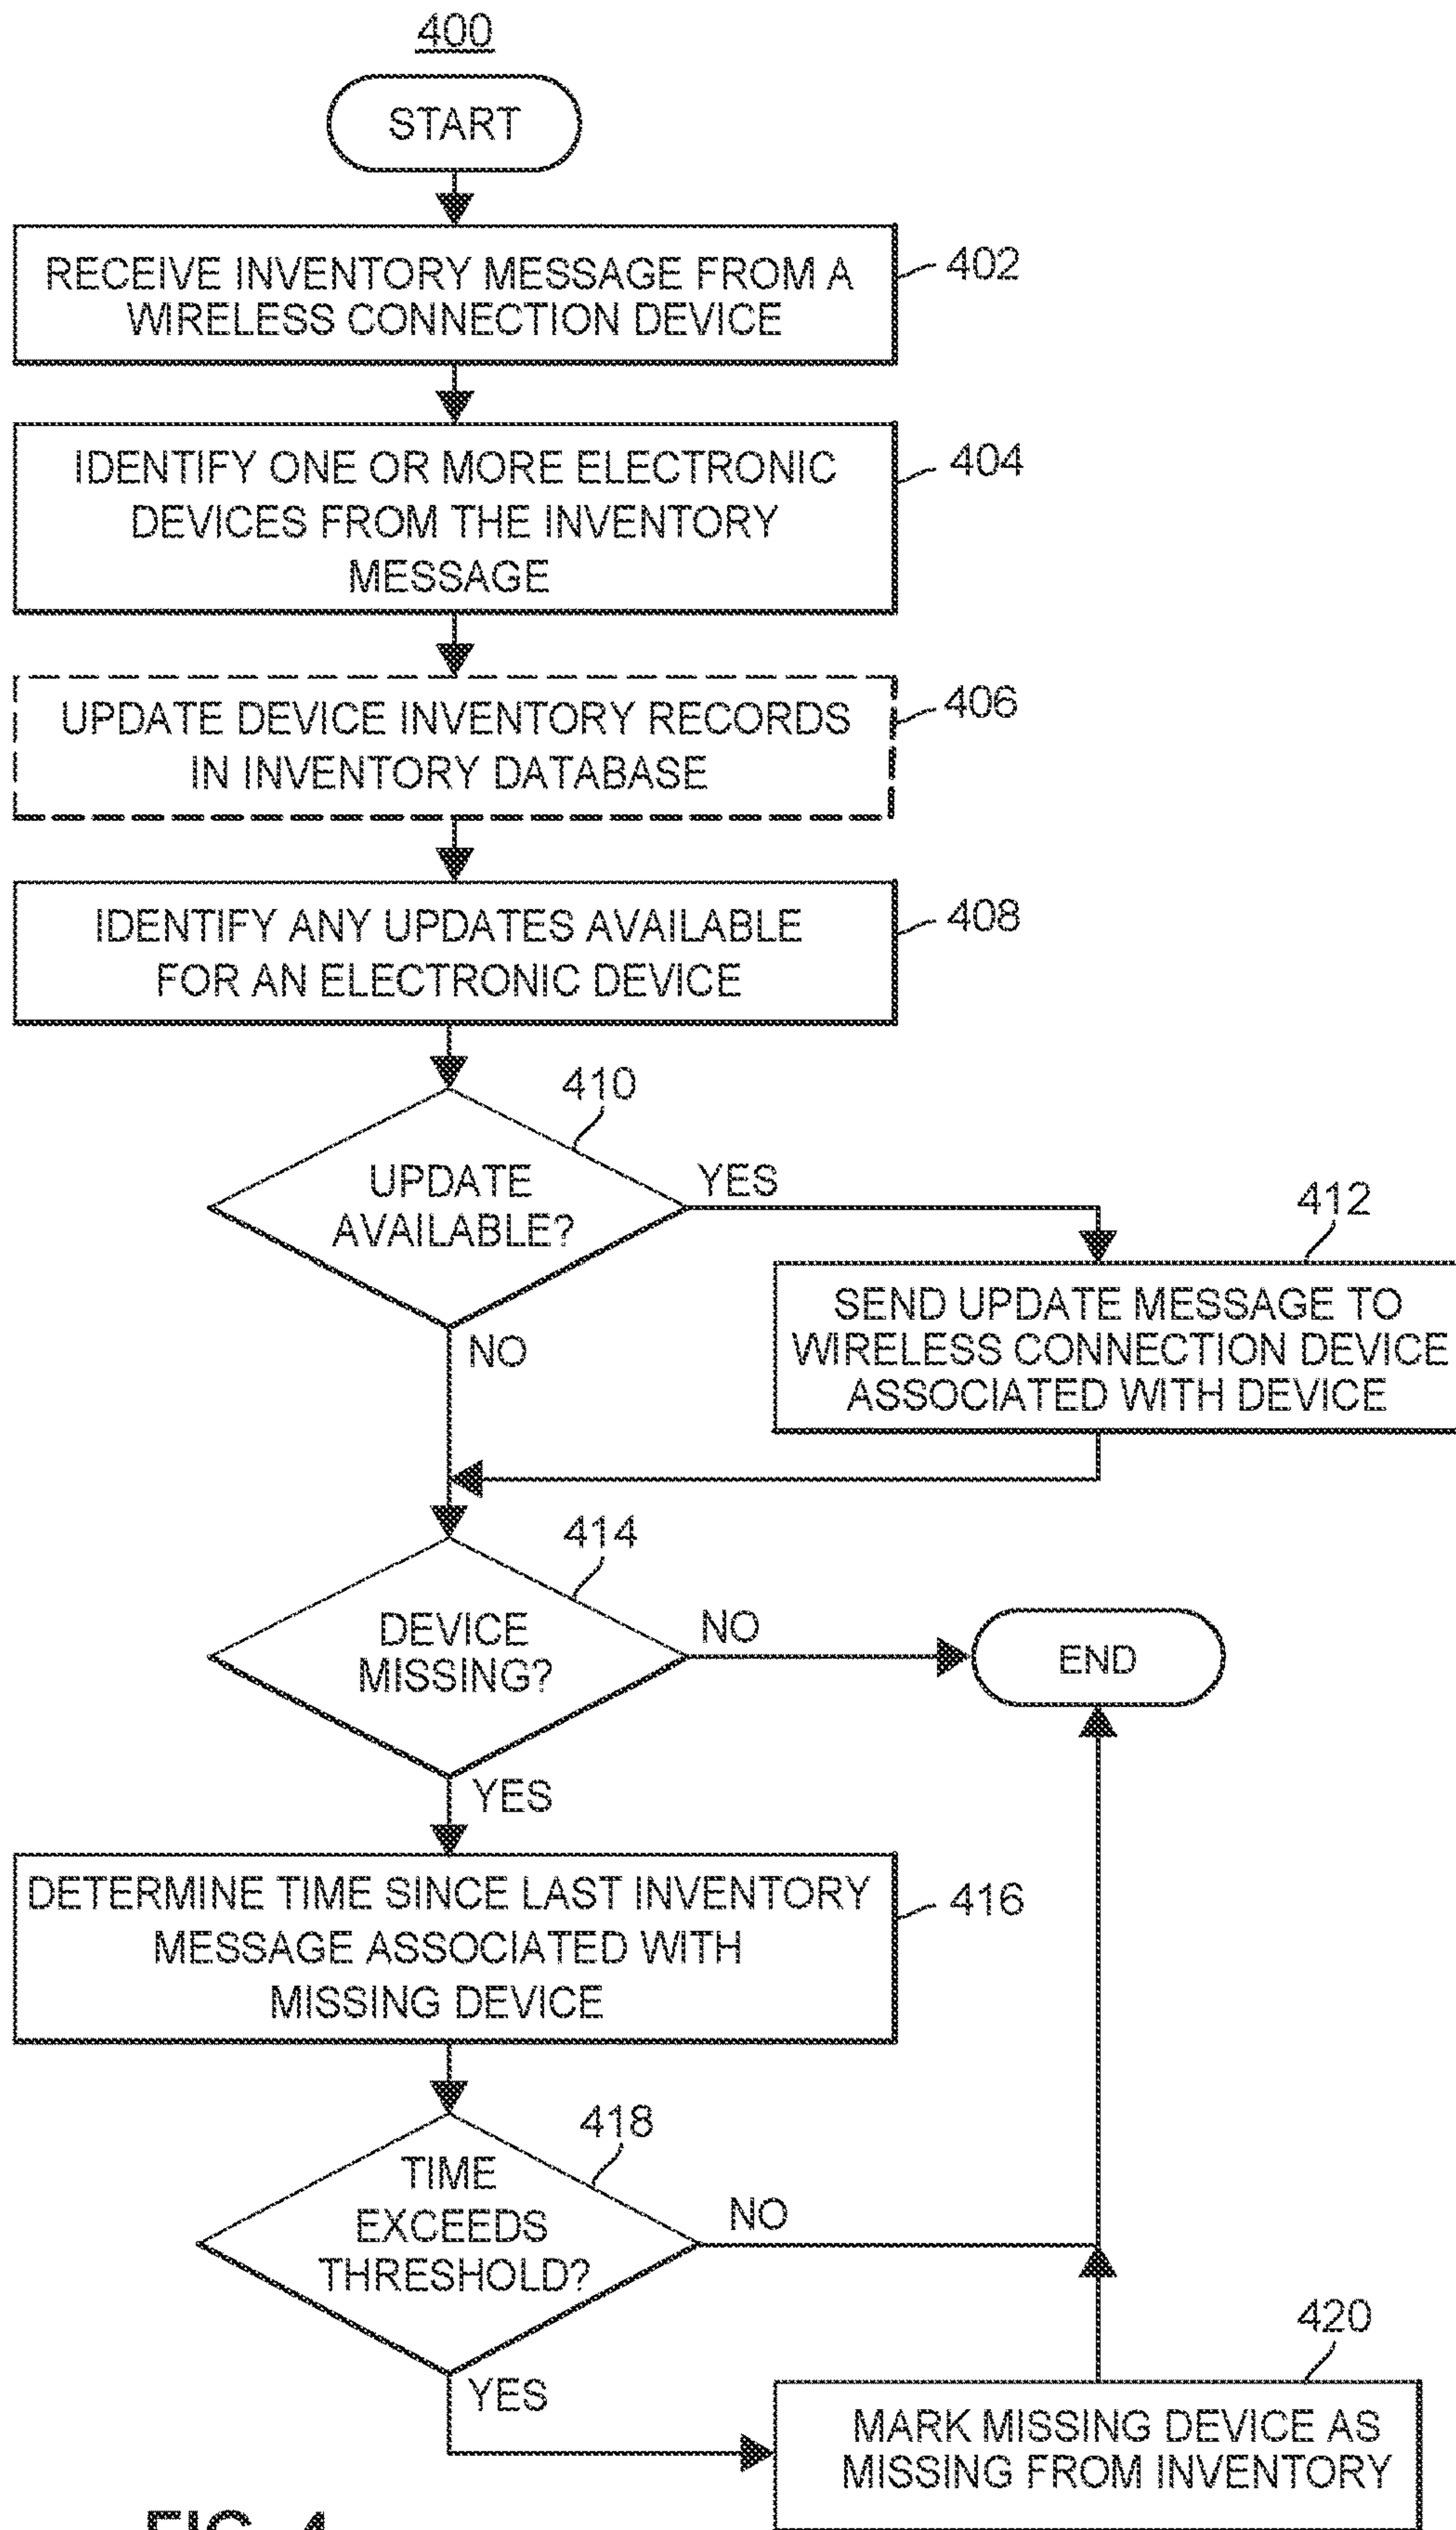 400
START
RECEIVE INVENTORY MESSAGE FROM A
WIRELESS CONNECTION DEVICE
402
IDENTIFY ONE OR MORE ELECTRONIC
DEVICES FROM THE INVENTORY
MESSAGE
404
UPDATE DEVICE INVENTORY RECORDS
IN INVENTORY DATABASE
406
IDENTIFY ANY UPDATES AVAILABLE
FOR AN ELECTRONIC DEVICE
408
410
UPDATE
AVAILABLE?
YES
NO
412
SEND UPDATE MESSAGE TO
WIRELESS CONNECTION DEVICE
ASSOCIATED WITH DEVICE
414
DEVICE
MISSING?
NO
END
YES
DETERMINE TIME SINCE LAST INVENTORY
MESSAGE ASSOCIATED WITH
MISSING DEVICE
416
418
TIME
EXCEEDS
THRESHOLD?
NO
YES
420
MARK MISSING DEVICE AS
MISSING FROM INVENTORY
FIG. 4